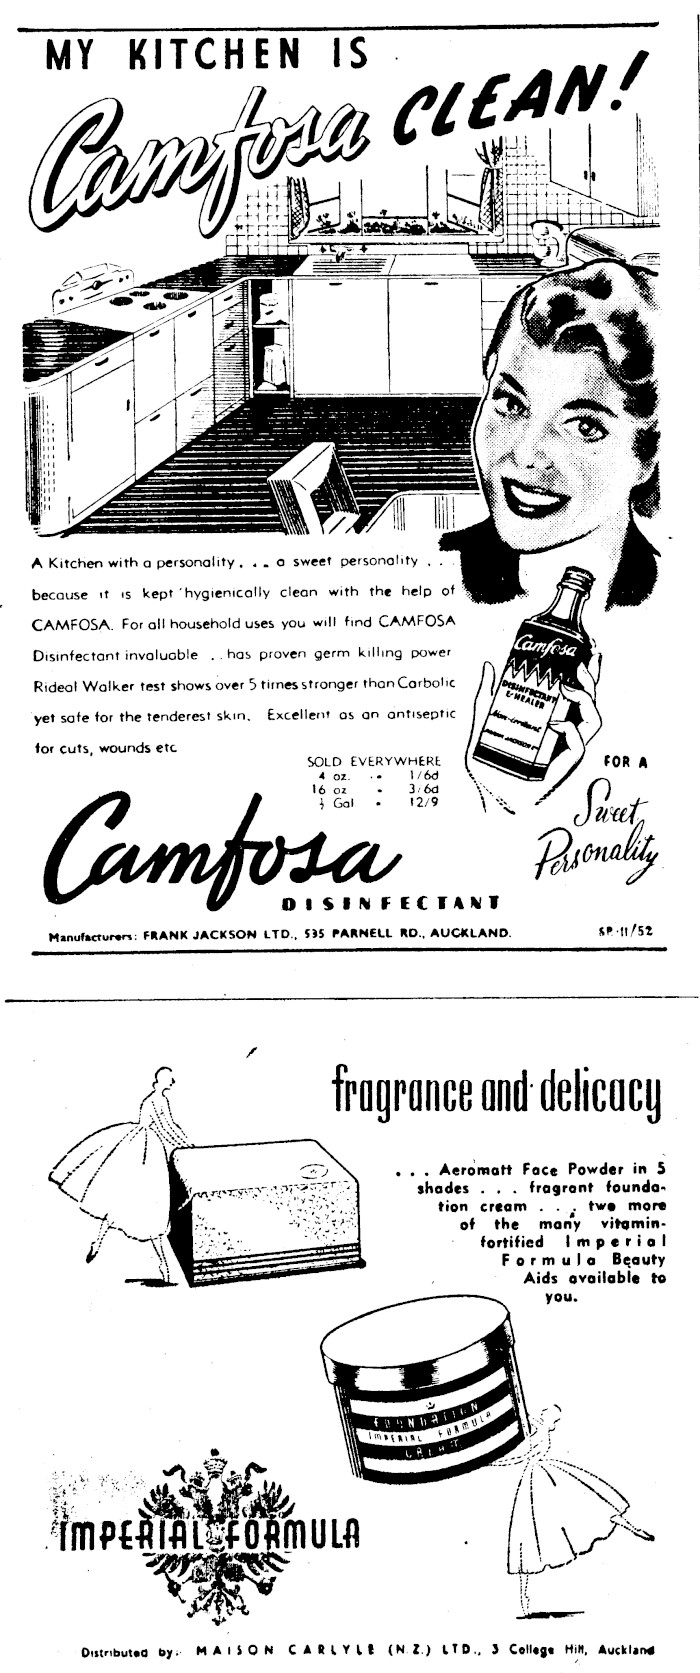 MY KITCHEN IS
Camfosa CLEAN!
A Kitchen with a personality . . . a sweet personality . . .
because it is kept hygienically clean with the help of
CAMFOSA. For all household uses you will find CAMFOSA
Disinfectant invaluable . . has proven germ killing power
Rideal Walker test shows over 5 times stronger than Carbolic
yet safe for the tenderest skin. Excellent as an antiseptic
for cuts, wounds etc
Camfosa
DISINFECTANT
& HEALER
Non-irritant
SOLD EVERYWHERE
4 oz. .. 1/6d
16 oz - 3/6d
½ Gal - 12/9
FOR A
Sweet
Personality
Camfosa
DISINFECTANT
Manufacturers: FRANK JACKSON LTD., 535 PARNELL RD., AUCKLAND.
SP.11/52
fragrance and delicacy
. . . Aeromatt Face Powder in 5
shades . . . fragrant founda-
tion cream . . . two more
of the many vitamin-
fortified Imperial
Formula Beauty
Aids available to
you.
FOUNDATION
IMPERIAL FORMULA
CREAM
IMPERIAL FORMULA
Distributed by: MAISON CARLYLE (N.Z.) LTD., 3 College Hill, Auckland